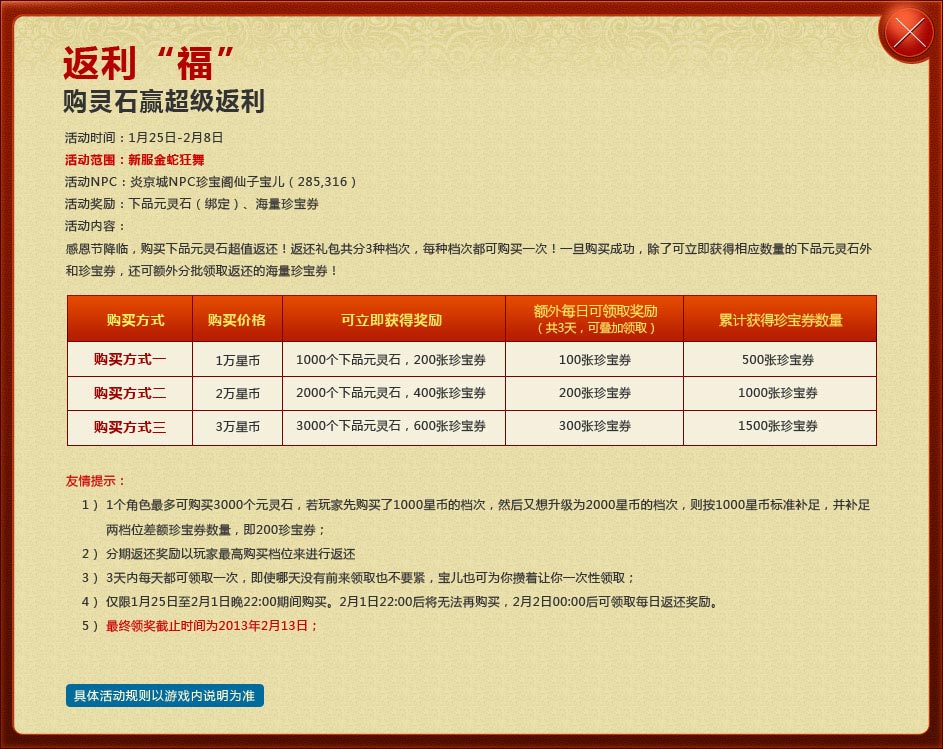 返利“福”
购灵石赢超级返利
活动时间：1月25日-2月8日
活动范围：新服金蛇狂舞
活动NPC：炎京城NPC珍宝阁仙子宝儿（285,316）
活动奖励：下品元灵石（绑定）、海量珍宝券
活动内容：
感恩节降临，购买下品元灵石超值返还！返还礼包共分3种档次，每种档次都可购买一次！一旦购买成功，除了可立即获得相应数量的下品元灵石外
和珍宝券，还可额外分批领取返还的海量珍宝券！
购买方式 购买价格 可立即获得奖励 额外每日可领取奖励 累计获得珍宝券数量
（共3天，可叠加领取）
购买方式一 1万星币 1000个下品元灵石，200张珍宝券 100张珍宝券 500张珍宝券
购买方式二 2万星币 2000个下品元灵石，400张珍宝券 200张珍宝券 1000张珍宝券
购买方式三 3万星币 3000个下品元灵石，600张珍宝券 300张珍宝券 1500张珍宝券
友情提示：
1） 1个角色最多可购买3000个元灵石，若玩家先购买了1000星币的档次，然后又想升级为2000星币的档次，则按1000星币标准补足，并补足
两档位差额珍宝券数量，即200珍宝券；
2） 分期返还奖励以玩家最高购买档位来进行返还
3） 3天内每天都可领取一次，即使哪天没有前来领取也不要紧，宝儿也可为你攒着让你一次性领取；
4） 仅限1月25日至2月1日晚22:00期间购买。2月1日22:00后将无法再购买，2月2日00:00后可领取每日返还奖励。
5） 最终领奖截止时间为2013年2月13日；
具体活动规则以游戏内说明为准